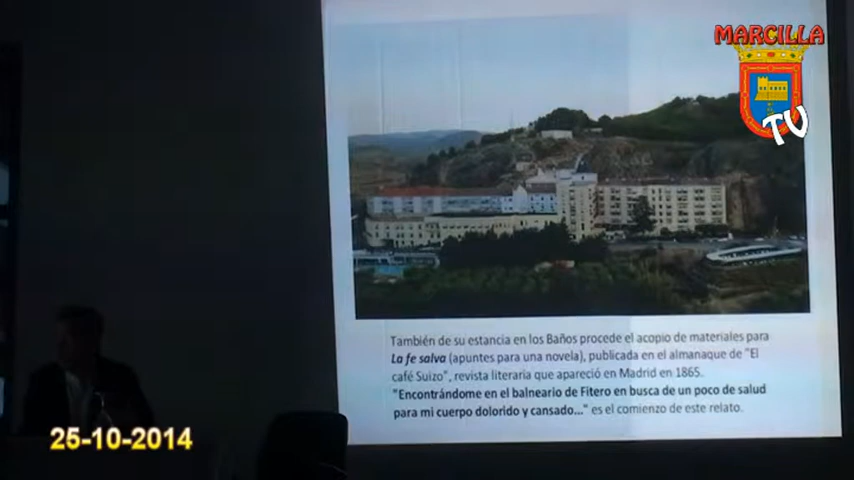 MARCILLA
TV
También de su estancia en los Baños procede el acopio de materiales para
La fe salva (apuntes para una novela), publicada en el almanaque de "El
café Suizo", revista literaria que apareció en Madrid en 1865.
"Encontrándome en el balneario de Fitero en busca de un poco de salud
para mi cuerpo dolorido y cansado..." es el comienzo de este relato.
25-10-2014